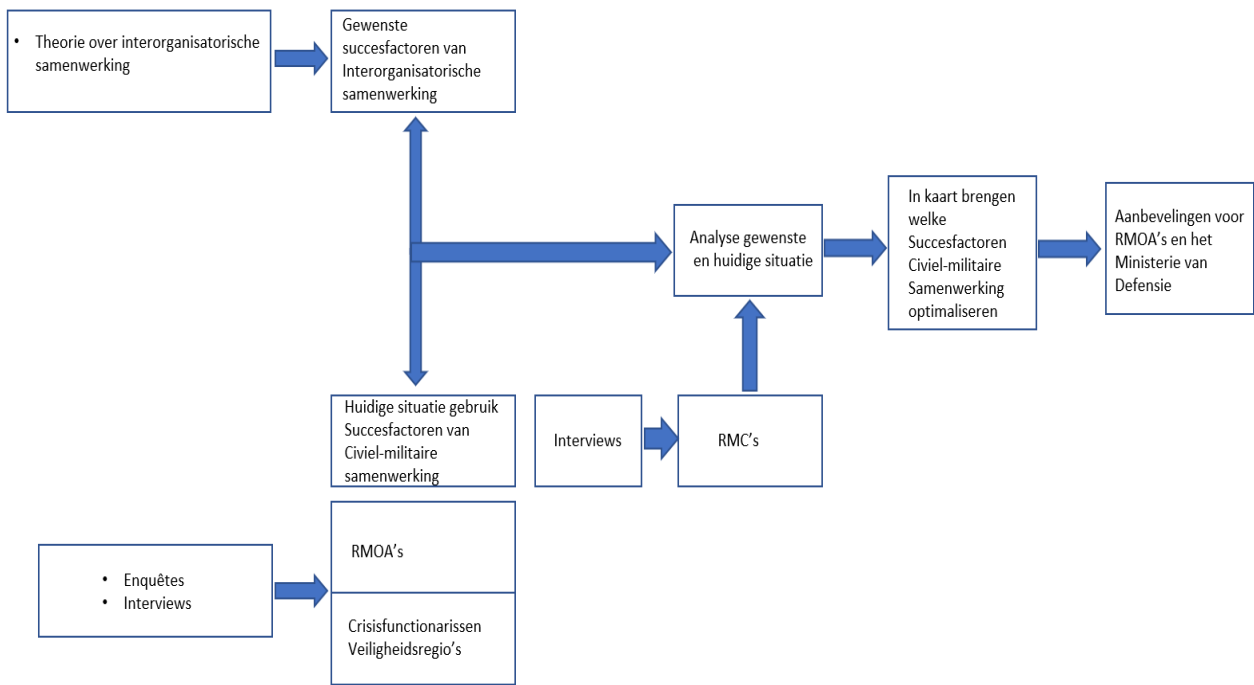 • Theorie over interorganisatorische
samenwerking
Gewenste
succesfactoren van
Interorganisatorische
samenwerking
Analyse gewenste
en huidige situatie
In kaart brengen
welke
Succesfactoren
Civiel-militaire
Samenwerking
optimaliseren
Aanbevelingen voor
RMOA's en het
Ministerie van
Defensie
Huidige situatie gebruik
Succesfactoren van
Civiel-militaire
samenwerking
Interviews
RMC's
• Enquêtes
• Interviews
RMOA's
Crisisfunctionarissen
Veiligheidsregio's